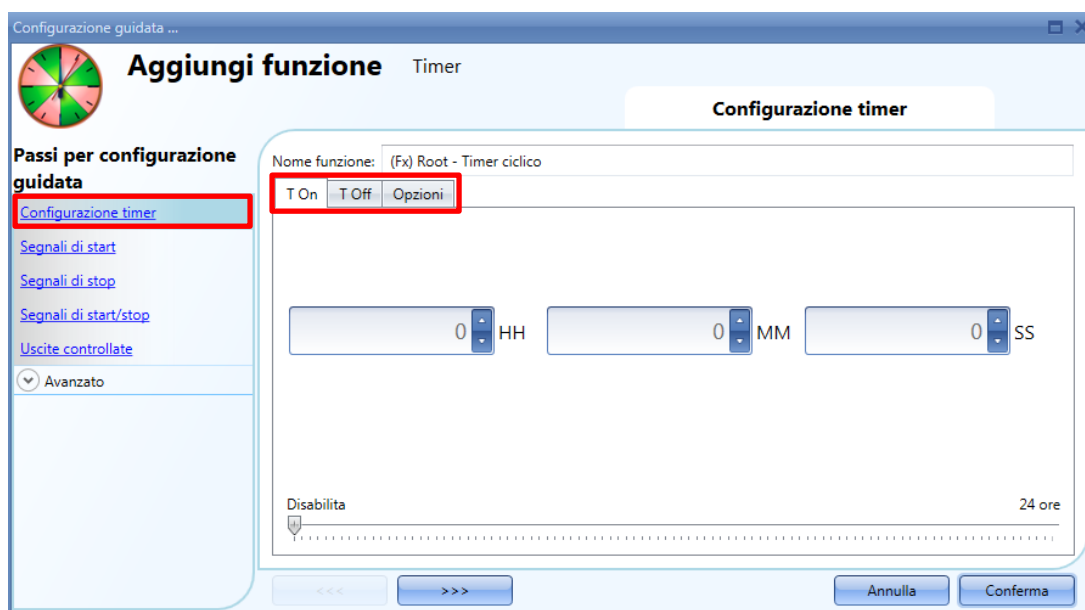 Configurazione guidata ...
Aggiungi funzione Timer
Configurazione timer
Passi per configurazione
guidata
Configurazione timer
Segnali di start
Segnali di stop
Segnali di start/stop
Uscite controllate
Avanzato
Nome funzione: (Fx) Root - Timer ciclico
T On T Off Opzioni
0 HH 0 MM 0 SS
Disabilita 24 ore
<<< >>> Annulla Conferma